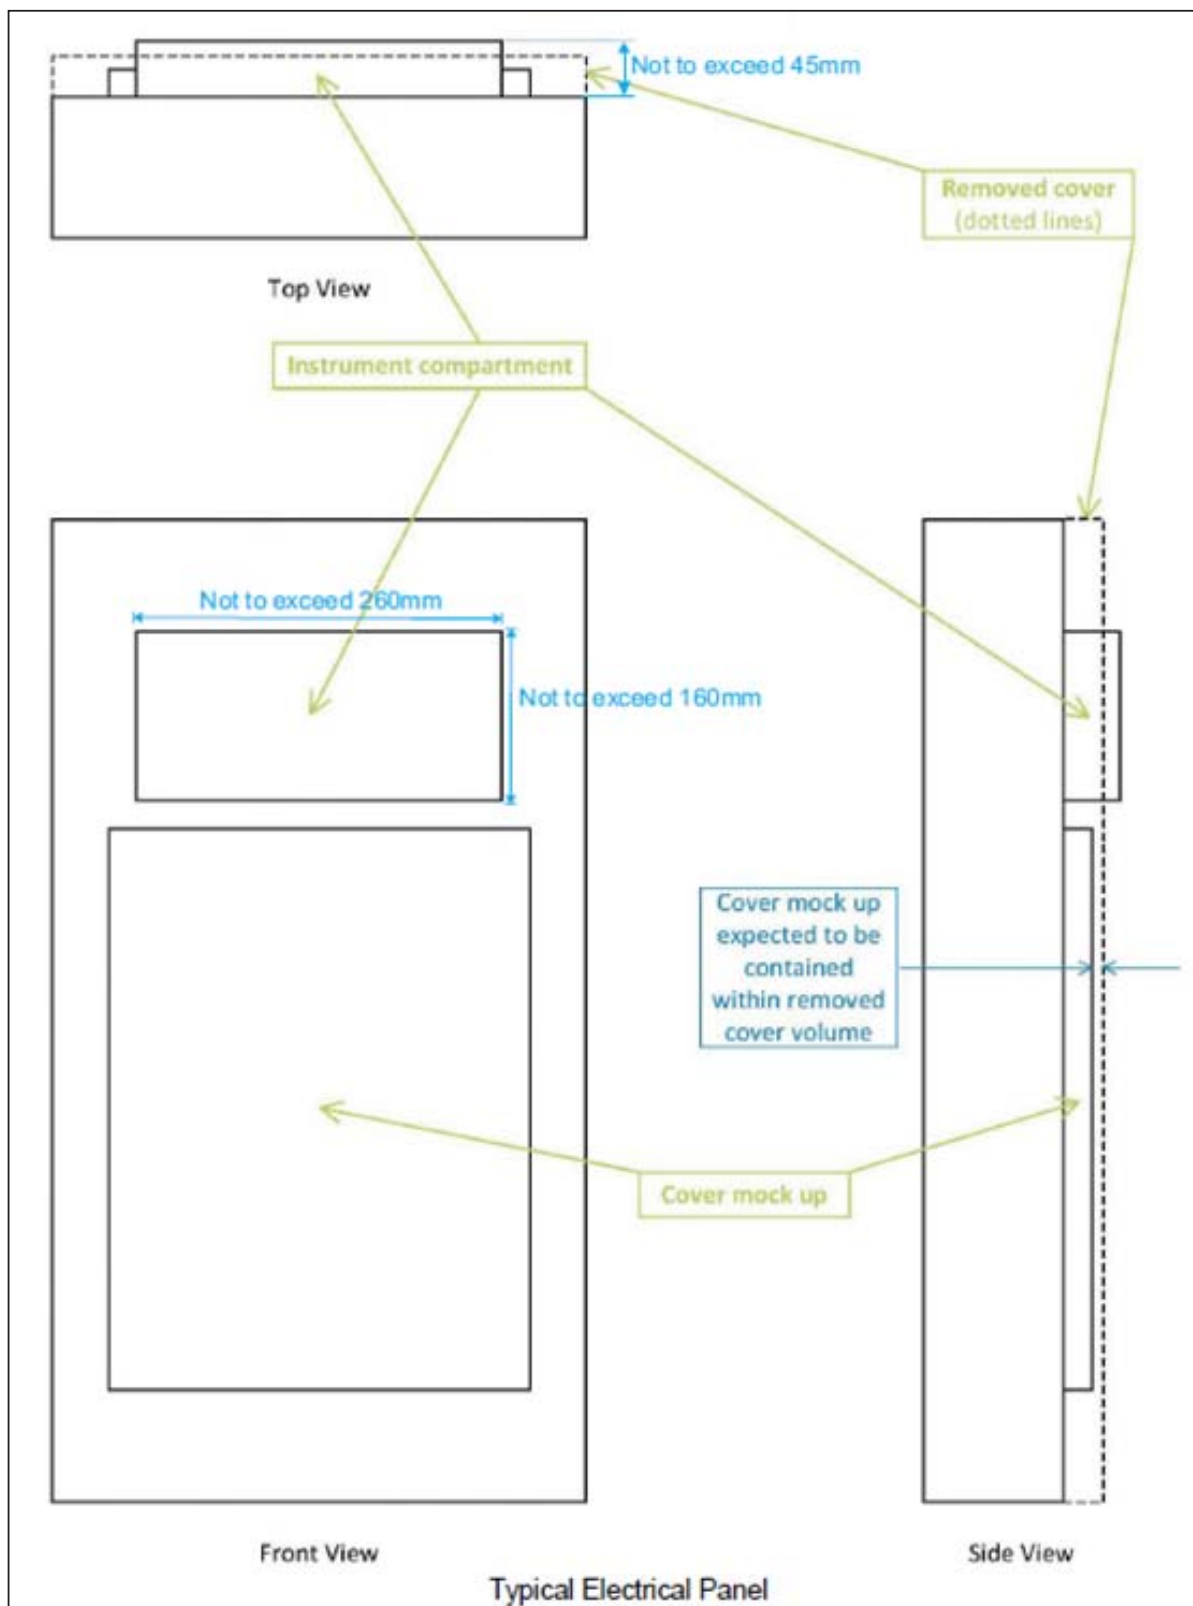 Not to exceed 45mm
Removed cover
(dotted lines)
Top View
Instrument compartment
Not to exceed 260mm
Not to exceed 160mm
Cover mock up
expected to be
contained
within removed
cover volume
Cover mock up
Front View
Side View
Typical Electrical Panel